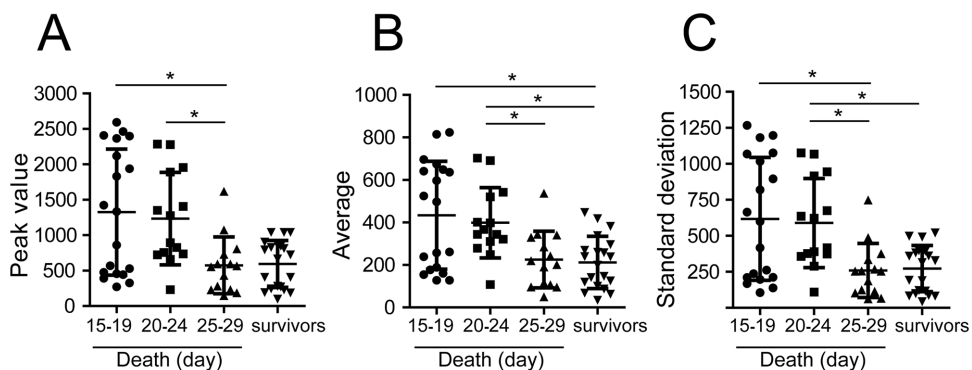 A
*
*
Peak value
3000
2500
2000
1500
1000
500
0
15-19 20-24 25-29 survivors
Death (day)
B
*
*
*
Average
1000
800
600
400
200
0
15-19 20-24 25-29 survivors
Death (day)
C
*
*
*
Standard deviation
1500
1250
1000
750
500
250
15-19 20-24 25-29 survivors
Death (day)